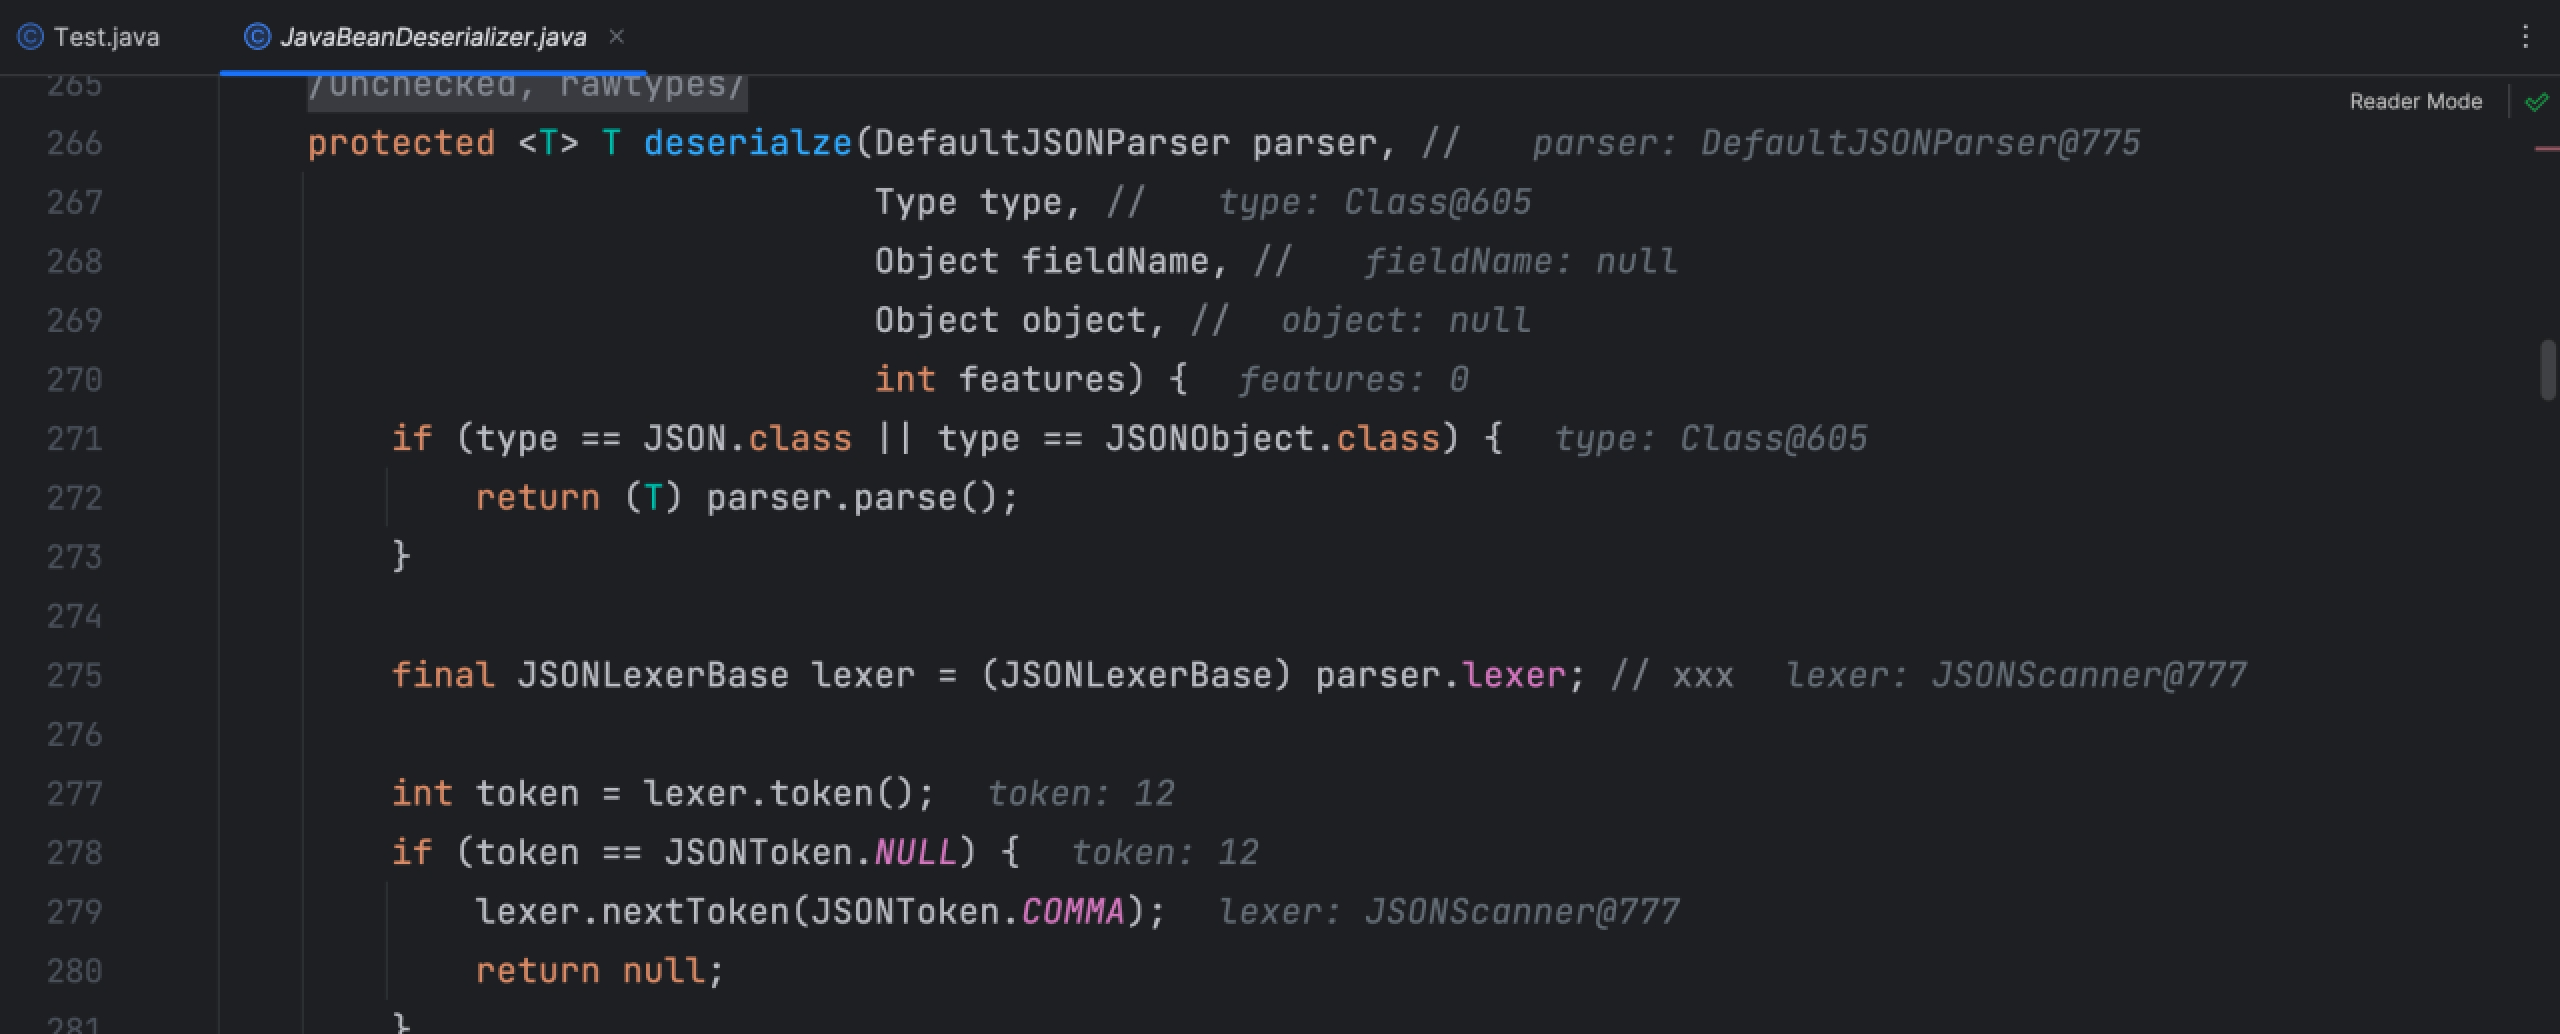 Test.java
JavaBeanDeserializer.java
265 /unchecked, rawtypes/
Reader Mode
266 protected <T> T deserialze(DefaultJSONParser parser, // parser: DefaultJSONParser@775
267 Type type, // type: Class@605
268 Object fieldName, // fieldName: null
269 Object object, // object: null
270 int features) { features: 0
271 if (type == JSON.class || type == JSONObject.class) { type: Class@605
272 return (T) parser.parse();
273 }
274
275 final JSONLexerBase lexer = (JSONLexerBase) parser.lexer; // xxx lexer: JSONScanner@777
276
277 int token = lexer.token(); token: 12
278 if (token == JSONToken.NULL) { token: 12
279 lexer.nextToken(JSONToken.COMMA); lexer: JSONScanner@777
280 return null;
281 }